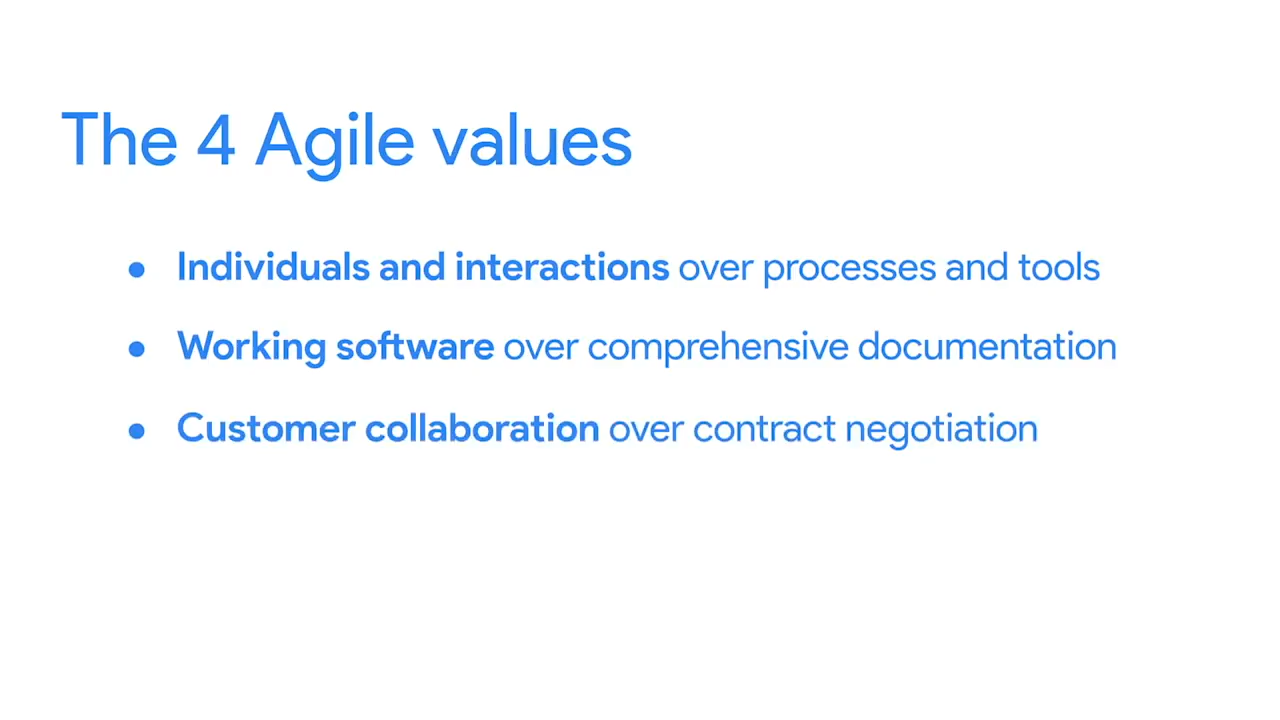 The 4 Agile values
● Individuals and interactions over processes and tools
● Working software over comprehensive documentation
● Customer collaboration over contract negotiation